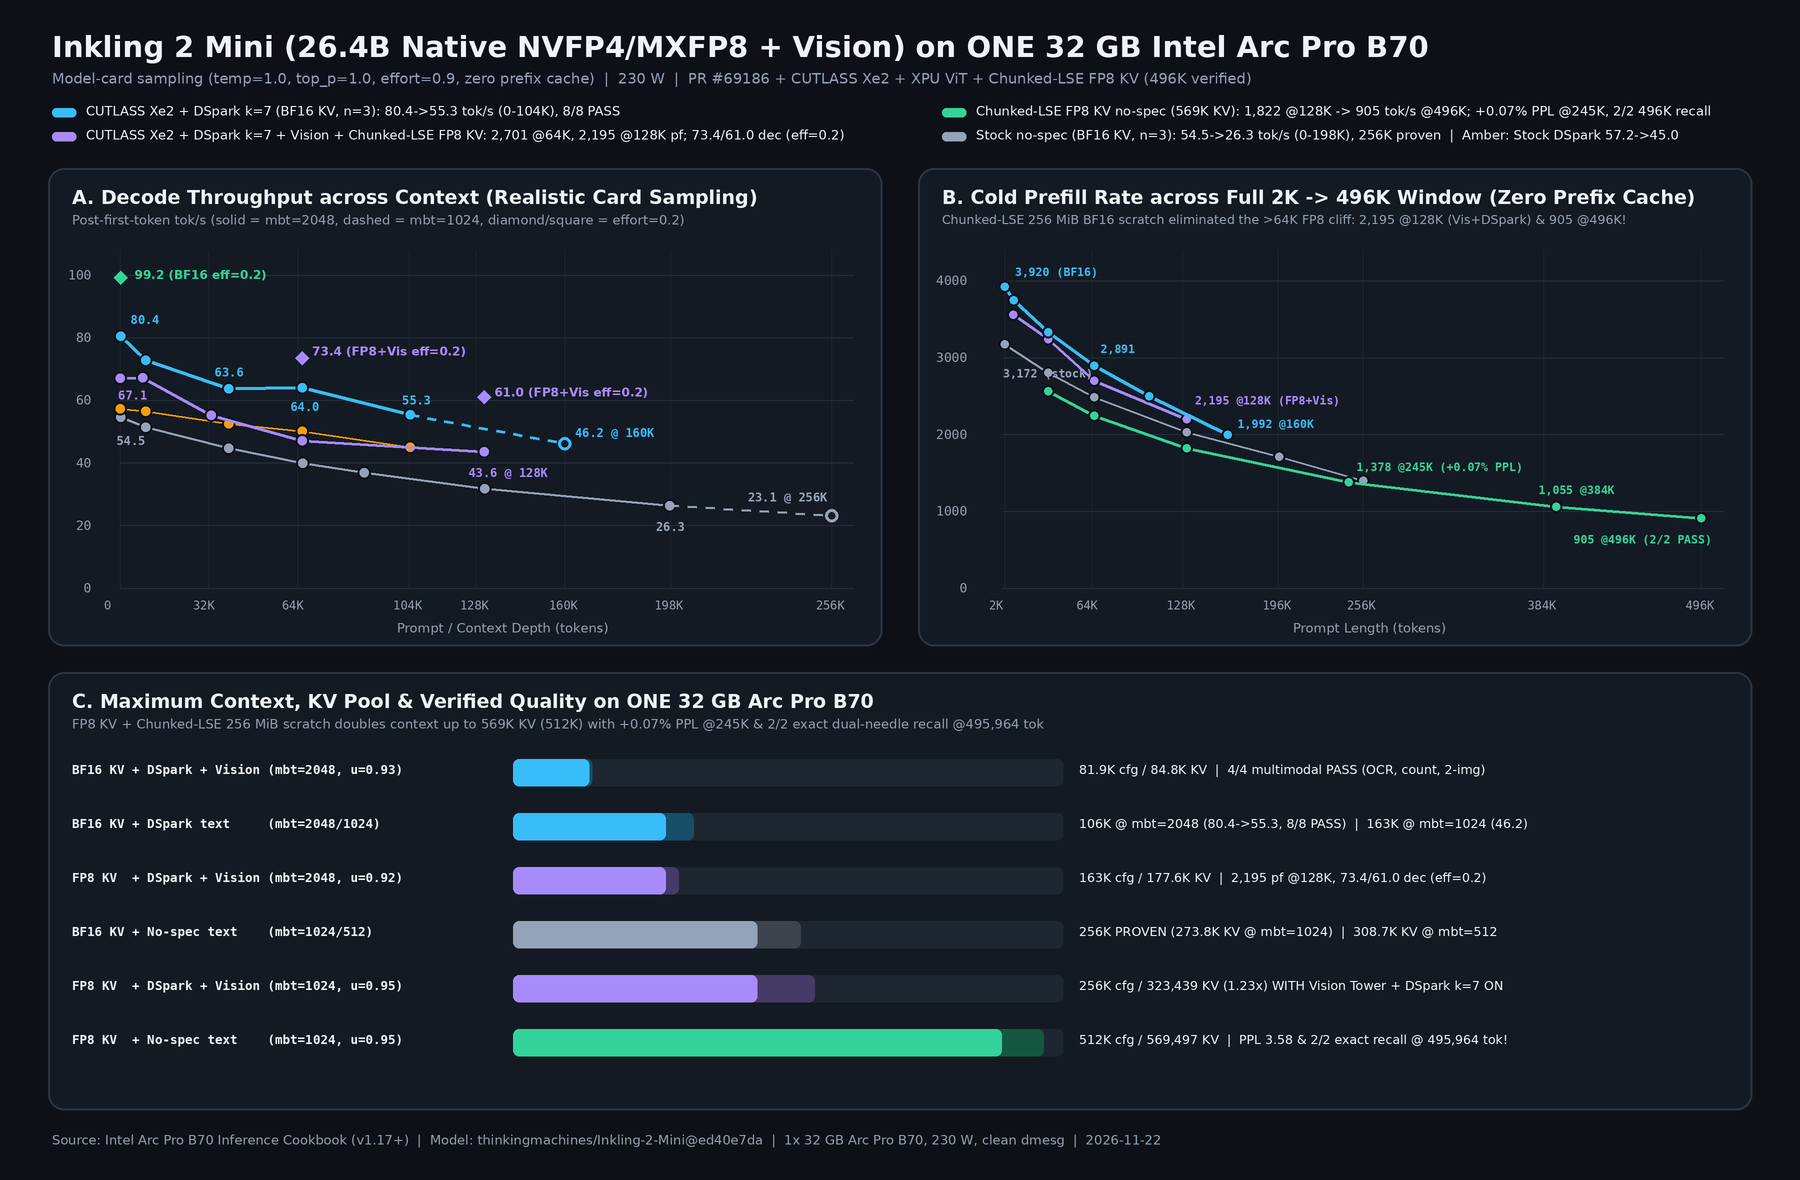 Inkling 2 Mini (26.4B Native NVFP4/MXFP8 + Vision) on ONE 32 GB Intel Arc Pro B70
Model-card sampling (temp=1.0, top_p=1.0, effort=0.9, zero prefix cache) | 230 W | PR #69186 + CUTLASS Xe2 + XPU ViT + Chunked-LSE FP8 KV (496K verified)
CUTLASS Xe2 + DSpark k=7 (BF16 KV, n=3): 80.4->55.3 tok/s (0-104K), 8/8 PASS
CUTLASS Xe2 + DSpark k=7 + Vision + Chunked-LSE FP8 KV: 2,701 @64K, 2,195 @128K pf; 73.4/61.0 dec (eff=0.2)
Chunked-LSE FP8 KV no-spec (569K KV): 1,822 @128K -> 905 tok/s @496K; +0.07% PPL @245K, 2/2 496K recall
Stock no-spec (BF16 KV, n=3): 54.5->26.3 tok/s (0-198K), 256K proven | Amber: Stock DSpark 57.2->45.0
A. Decode Throughput across Context (Realistic Card Sampling)
Post-first-token tok/s (solid = mbt=2048, dashed = mbt=1024, diamond/square = effort=0.2)
100
80
60
40
20
0
99.2 (BF16 eff=0.2)
80.4
73.4 (FP8+Vis eff=0.2)
63.6
67.1
64.0
55.3
61.0 (FP8+Vis eff=0.2)
54.5
46.2 @ 160K
43.6 @ 128K
23.1 @ 256K
26.3
0
32K
64K
104K
128K
160K
198K
256K
Prompt / Context Depth (tokens)
B. Cold Prefill Rate across Full 2K -> 496K Window (Zero Prefix Cache)
Chunked-LSE 256 MiB BF16 scratch eliminated the >64K FP8 cliff: 2,195 @128K (Vis+DSpark) & 905 @496K!
4000
3000
2000
1000
0
3,920 (BF16)
2,891
3,172 (stock)
2,195 @128K (FP8+Vis)
1,992 @160K
1,378 @245K (+0.07% PPL)
1,055 @384K
905 @496K (2/2 PASS)
2K
64K
128K
196K
256K
384K
496K
Prompt Length (tokens)
C. Maximum Context, KV Pool & Verified Quality on ONE 32 GB Arc Pro B70
FP8 KV + Chunked-LSE 256 MiB scratch doubles context up to 569K KV (512K) with +0.07% PPL @245K & 2/2 exact dual-needle recall @495,964 tok
BF16 KV + DSpark + Vision (mbt=2048, u=0.93)
81.9K cfg / 84.8K KV | 4/4 multimodal PASS (OCR, count, 2-img)
BF16 KV + DSpark text (mbt=2048/1024)
106K @ mbt=2048 (80.4->55.3, 8/8 PASS) | 163K @ mbt=1024 (46.2)
FP8 KV + DSpark + Vision (mbt=2048, u=0.92)
163K cfg / 177.6K KV | 2,195 pf @128K, 73.4/61.0 dec (eff=0.2)
BF16 KV + No-spec text (mbt=1024/512)
256K PROVEN (273.8K KV @ mbt=1024) | 308.7K KV @ mbt=512
FP8 KV + DSpark + Vision (mbt=1024, u=0.95)
256K cfg / 323,439 KV (1.23x) WITH Vision Tower + DSpark k=7 ON
FP8 KV + No-spec text (mbt=1024, u=0.95)
512K cfg / 569,497 KV | PPL 3.58 & 2/2 exact recall @ 495,964 tok!
Source: Intel Arc Pro B70 Inference Cookbook (v1.17+) | Model: thinkingmachines/Inkling-2-Mini@ed40e7da | 1x 32 GB Arc Pro B70, 230 W, clean dmesg | 2026-11-22